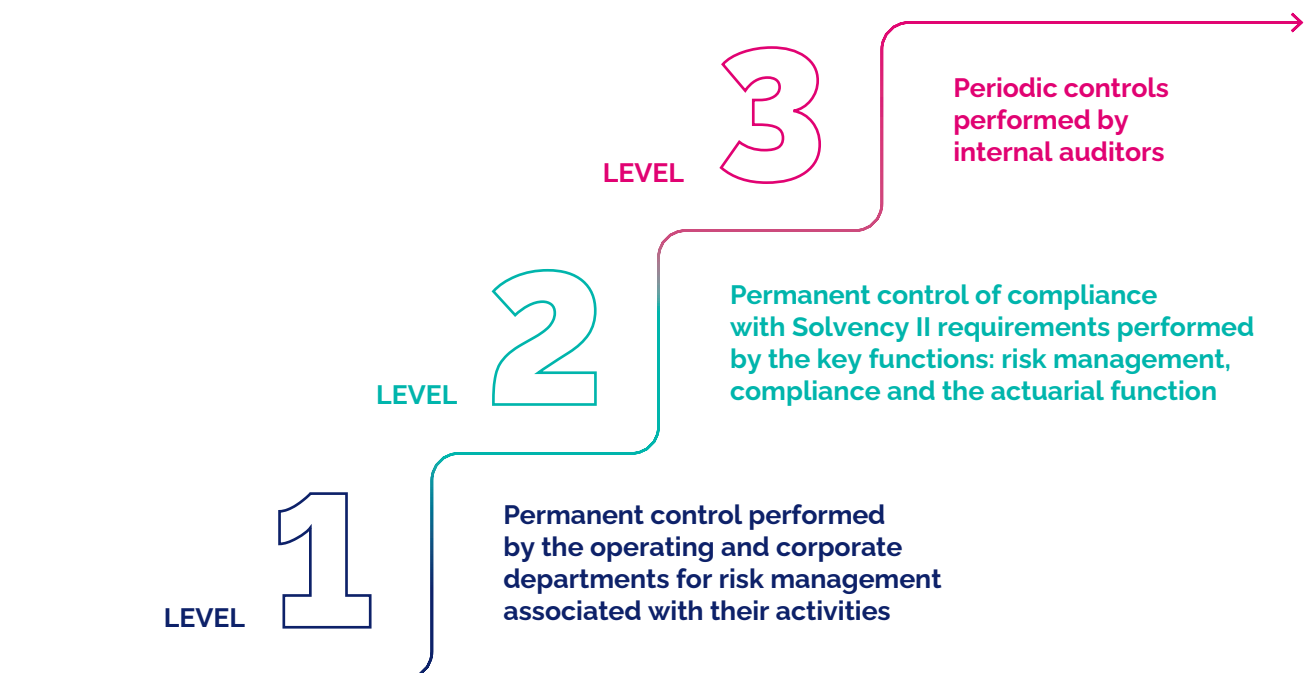 3
Periodic controls
performed by
internal auditors
LEVEL
2
Permanent control of compliance
with Solvency II requirements performed
by the key functions: risk management,
compliance and the actuarial function
LEVEL
1
Permanent control performed
by the operating and corporate
departments for risk management
associated with their activities
LEVEL